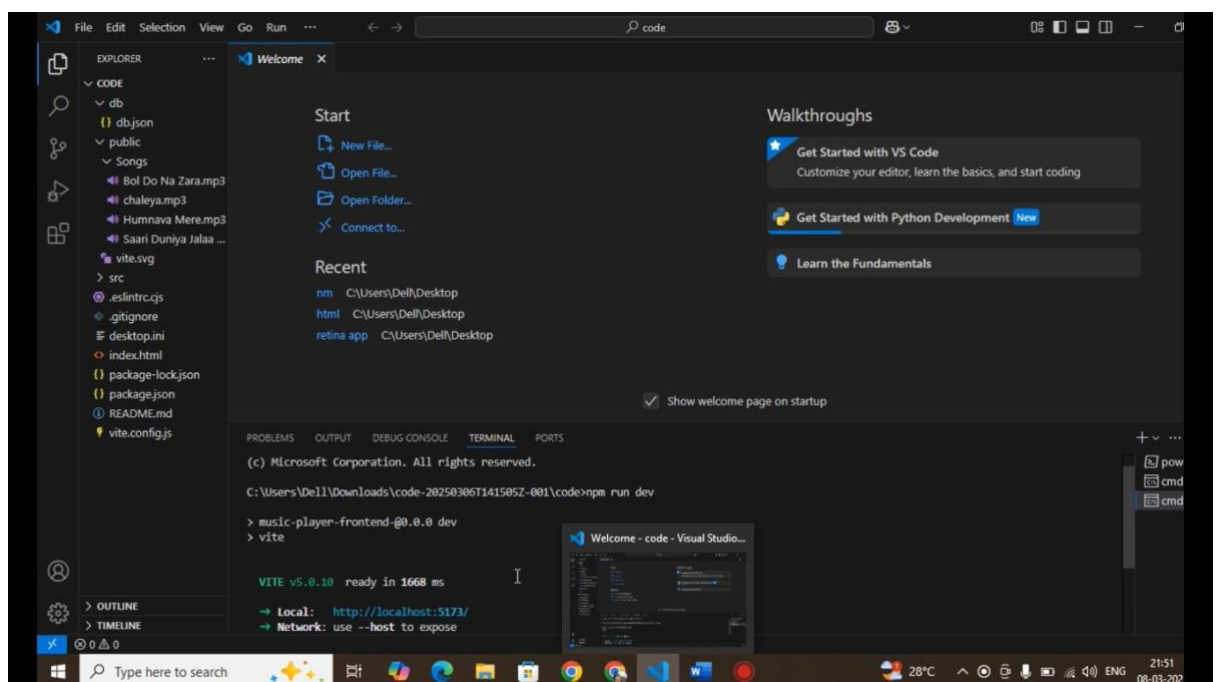 File Edit Selection View Go Run ···
code
EXPLORER ···
CODE
db
{} db.json
public
Songs
Bol Do Na Zara.mp3
chaleya.mp3
Humnava Mere.mp3
Saari Duniya Jalaa ...
vite.svg
src
.eslintrc.cjs
.gitignore
desktop.ini
<> index.html
{} package-lock.json
{} package.json
README.md
vite.config.js
OUTLINE
TIMELINE
Welcome
Start
New File...
Open File...
Open Folder...
Connect to...
Recent
nm C:\Users\Dell\Desktop
html C:\Users\Dell\Desktop
retina app C:\Users\Dell\Desktop
Walkthroughs
Get Started with VS Code
Customize your editor, learn the basics, and start coding
Get Started with Python Development New
Learn the Fundamentals
Show welcome page on startup
PROBLEMS OUTPUT DEBUG CONSOLE TERMINAL PORTS
(c) Microsoft Corporation. All rights reserved.
C:\Users\Dell\Downloads\code-20250306T141505Z-001\code>npm run dev
> music-player-frontend-@0.0.0 dev
> vite
VITE v5.0.10 ready in 1668 ms
→ Local: http://localhost:5173/
→ Network: use --host to expose
pow
cmd
cmd
Welcome - code - Visual Studio...
0 0
Type here to search
28°C
ENG
21:51
08-03-202